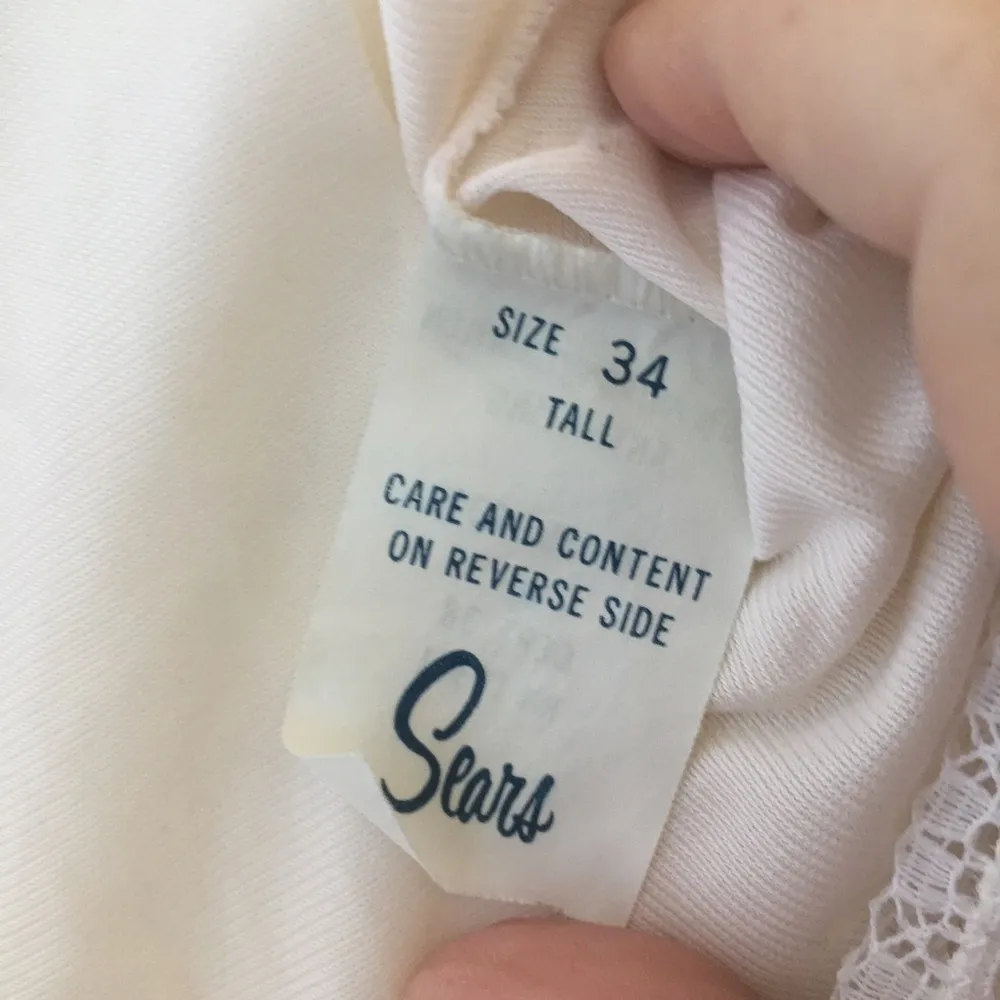 SIZE 34
TALL
CARE AND CONTENT
ON REVERSE SIDE
Sears